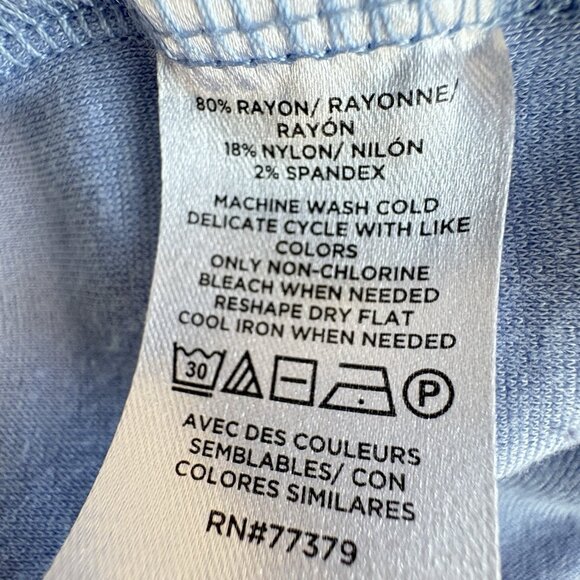 80% RAYON/ RAYONNE/
RAYÓN
18% NYLON/ NILÓN
2% SPANDEX
MACHINE WASH COLD
DELICATE CYCLE WITH LIKE
COLORS
ONLY NON-CHLORINE
BLEACH WHEN NEEDED
RESHAPE DRY FLAT
COOL IRON WHEN NEEDED
30 P
AVEC DES COULEURS
SEMBLABLES/ CON
COLORES SIMILARES
RN#77379